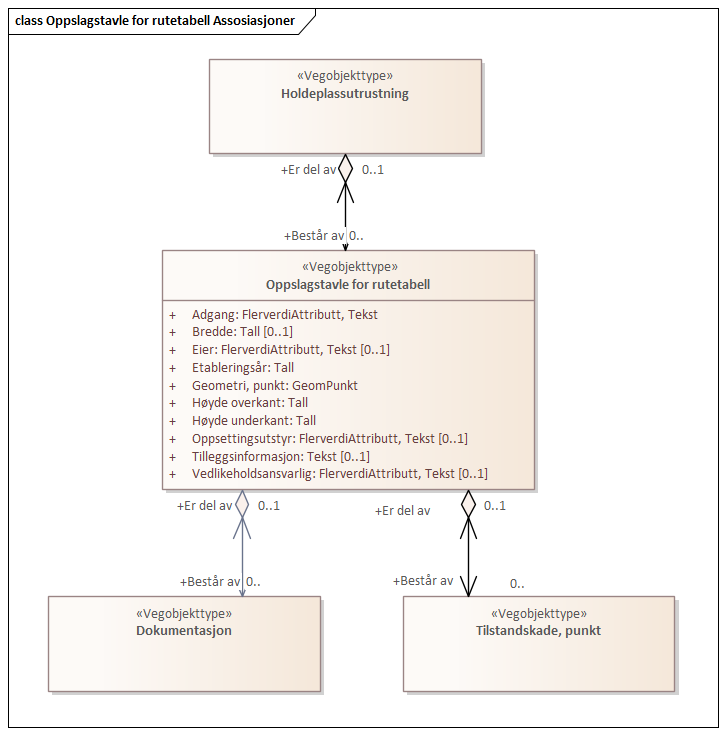 class Oppslagstavle for rutetabell Assosiasjoner
«Vegobjekttype»
Holdeplassutrustning
+Er del av 0..1
+Består av 0..
«Vegobjekttype»
Oppslagstavle for rutetabell
+ Adgang: FlerverdiAttributt, Tekst
+ Bredde: Tall [0..1]
+ Eier: FlerverdiAttributt, Tekst [0..1]
+ Etableringsår: Tall
+ Geometri, punkt: GeomPunkt
+ Høyde overkant: Tall
+ Høyde underkant: Tall
+ Oppsettingsutstyr: FlerverdiAttributt, Tekst [0..1]
+ Tilleggsinformasjon: Tekst [0..1]
+ Vedlikeholdsansvarlig: FlerverdiAttributt, Tekst [0..1]
+Er del av 0..1
+Er del av 0..1
+Består av 0..
+Består av 0..
«Vegobjekttype»
Dokumentasjon
«Vegobjekttype»
Tilstandskade, punkt